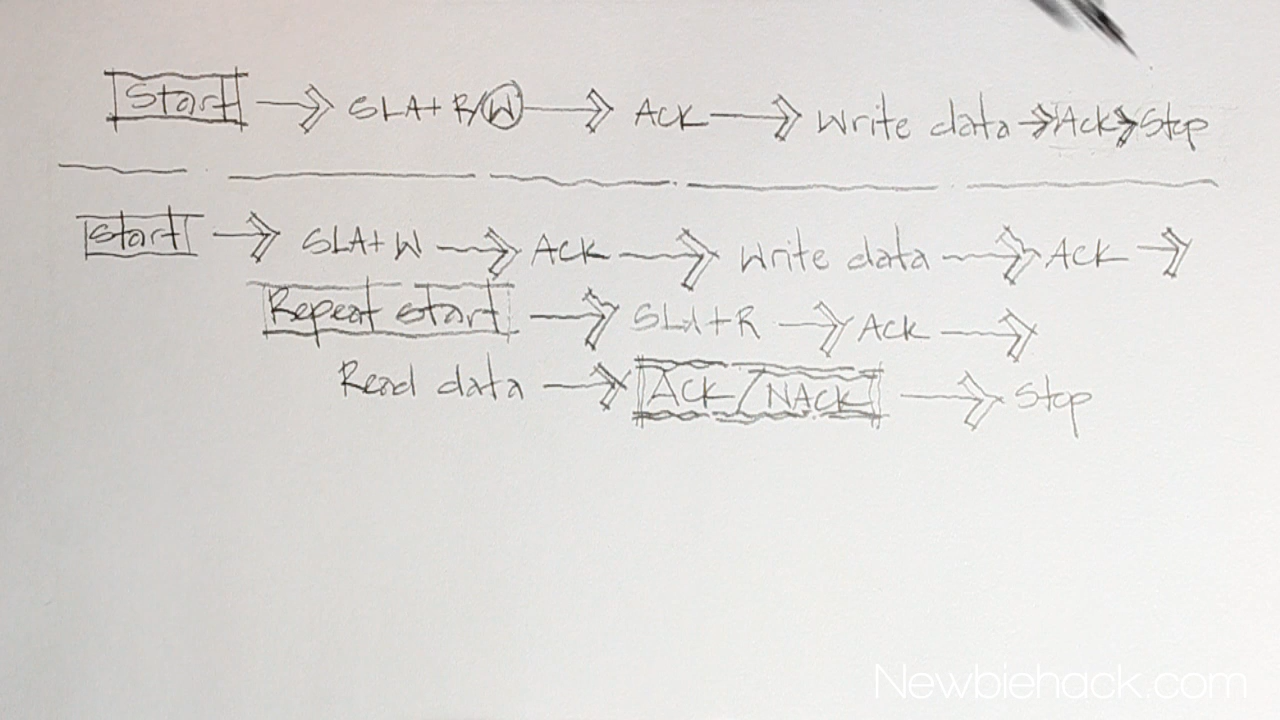 Start → SLA+R/W → ACK → Write data → Ack → Stop
start → SLA+W → ACK → Write data → ACK →
Repeat start → SLA+R → ACK →
Read data → ACK/NACK → Stop
Newbiehack.com